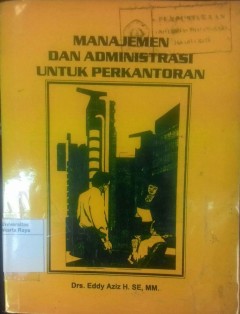 MANAJEMEN
DAN ADMINISTRASI
UNTUK PERKANTORAN
Drs. Eddy Aziz H. SE, MM.